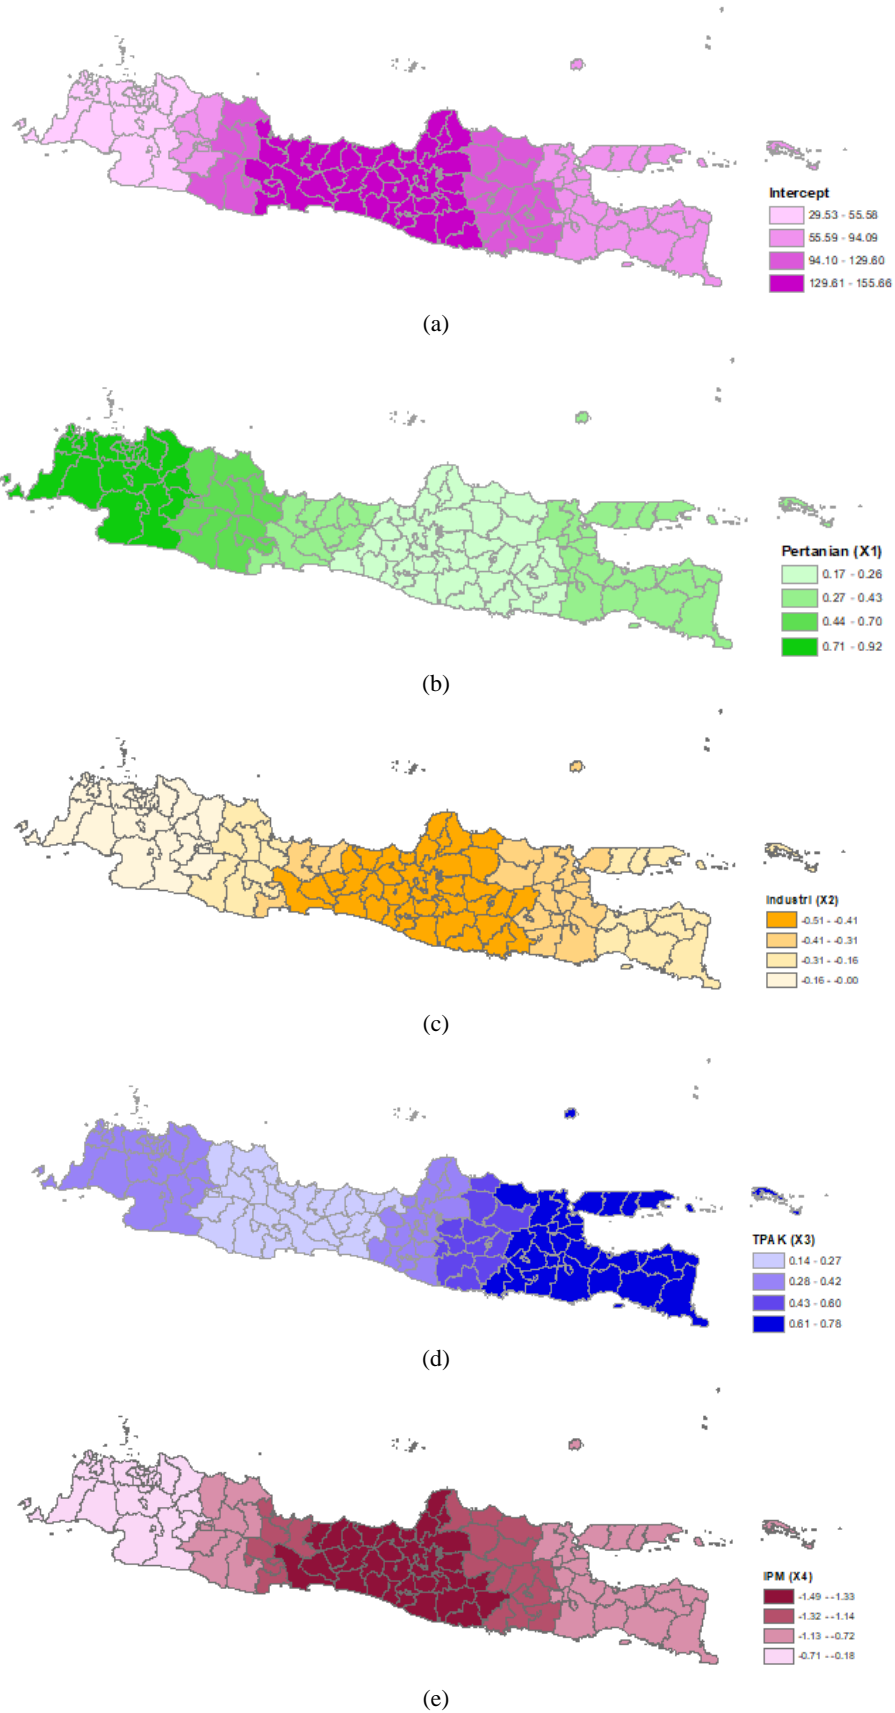 Intercept
29.53 - 55.58
55.59 - 94.09
94.10 - 129.60
129.61 - 155.66
(a)
Pertanian (X1)
0.17 - 0.26
0.27 - 0.43
0.44 - 0.70
0.71 - 0.92
(b)
Industri (X2)
-0.51 - -0.41
-0.41 - -0.31
-0.31 - -0.16
-0.16 - -0.00
(c)
TPAK (X3)
0.14 - 0.27
0.28 - 0.42
0.43 - 0.60
0.61 - 0.78
(d)
IPM (X4)
-1.49 - -1.33
-1.32 - -1.14
-1.13 - -0.72
-0.71 - -0.18
(e)